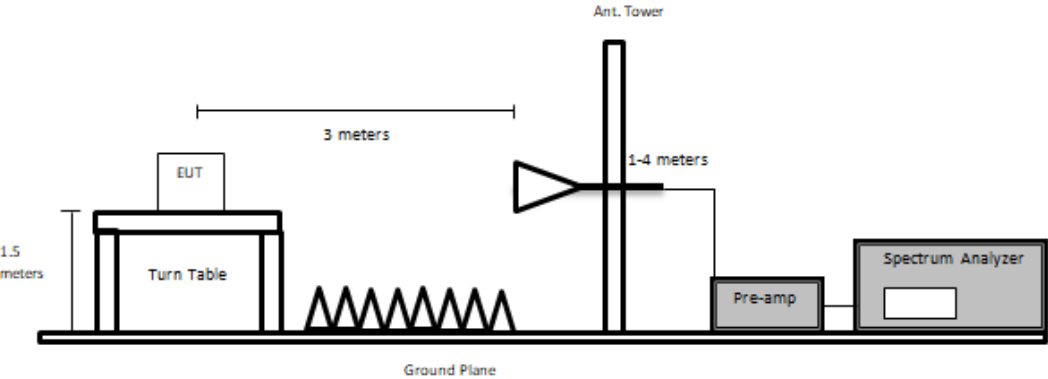 Ant. Tower
3 meters
1-4 meters
EUT
1.5
meters
Turn Table
Spectrum Analyzer
Pre-amp
Ground Plane